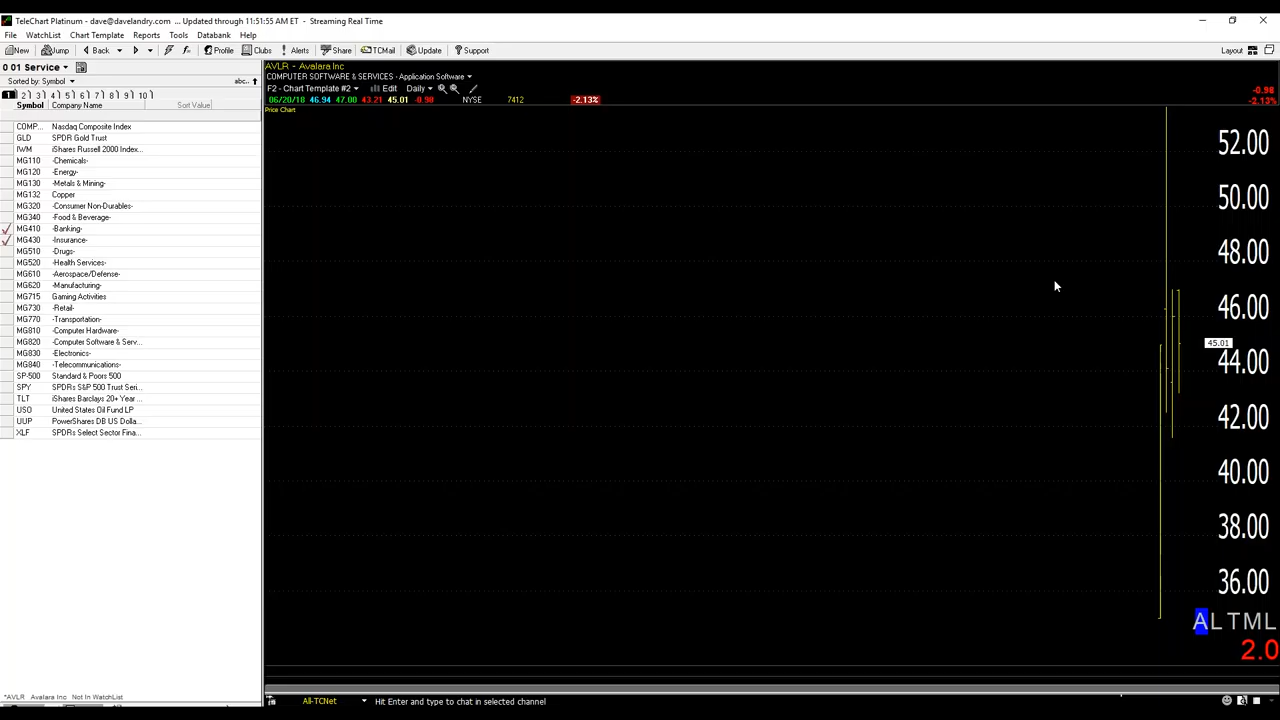 TeleChart Platinum - dave@davelandry.com ... Updated through 11:51:55 AM ET - Streaming Real Time
File WatchList Chart Template Reports Tools Databank Help
New Jump Back Profile Clubs Alerts Share TCMail Update Support Layout
0 01 Service
Sorted by: Symbol abc..
1 2 3 4 5 6 7 8 9 10
Symbol Company Name Sort Value
COMP... Nasdaq Composite Index
GLD SPDR Gold Trust
IWM iShares Russell 2000 Index...
MG110 -Chemicals-
MG120 -Energy-
MG130 -Metals & Mining-
MG132 Copper
MG320 -Consumer Non-Durables-
MG340 -Food & Beverage-
MG410 -Banking-
MG430 -Insurance-
MG510 -Drugs-
MG520 -Health Services-
MG610 -Aerospace/Defense-
MG620 -Manufacturing-
MG715 Gaming Activities
MG730 -Retail-
MG770 -Transportation-
MG810 -Computer Hardware-
MG820 -Computer Software & Serv...
MG830 -Electronics-
MG840 -Telecommunications-
SP-500 Standard & Poors 500
SPY SPDRs S&P 500 Trust Seri...
TLT iShares Barclays 20+ Year ...
USO United States Oil Fund LP
UUP PowerShares DB US Dolla...
XLF SPDRs Select Sector Fina...
*AVLR Avalara Inc Not In WatchList
AVLR - Avalara Inc
COMPUTER SOFTWARE & SERVICES - Application Software
F2 - Chart Template #2 Edit Daily
06/20/18 46.94 47.00 43.21 45.01 -0.98 NYSE 7412 -2.13%
-0.98
-2.13%
Price Chart
52.00
50.00
48.00
46.00
45.01
44.00
42.00
40.00
38.00
36.00
ALTML
2.0
All-TCNet Hit Enter and type to chat in selected channel